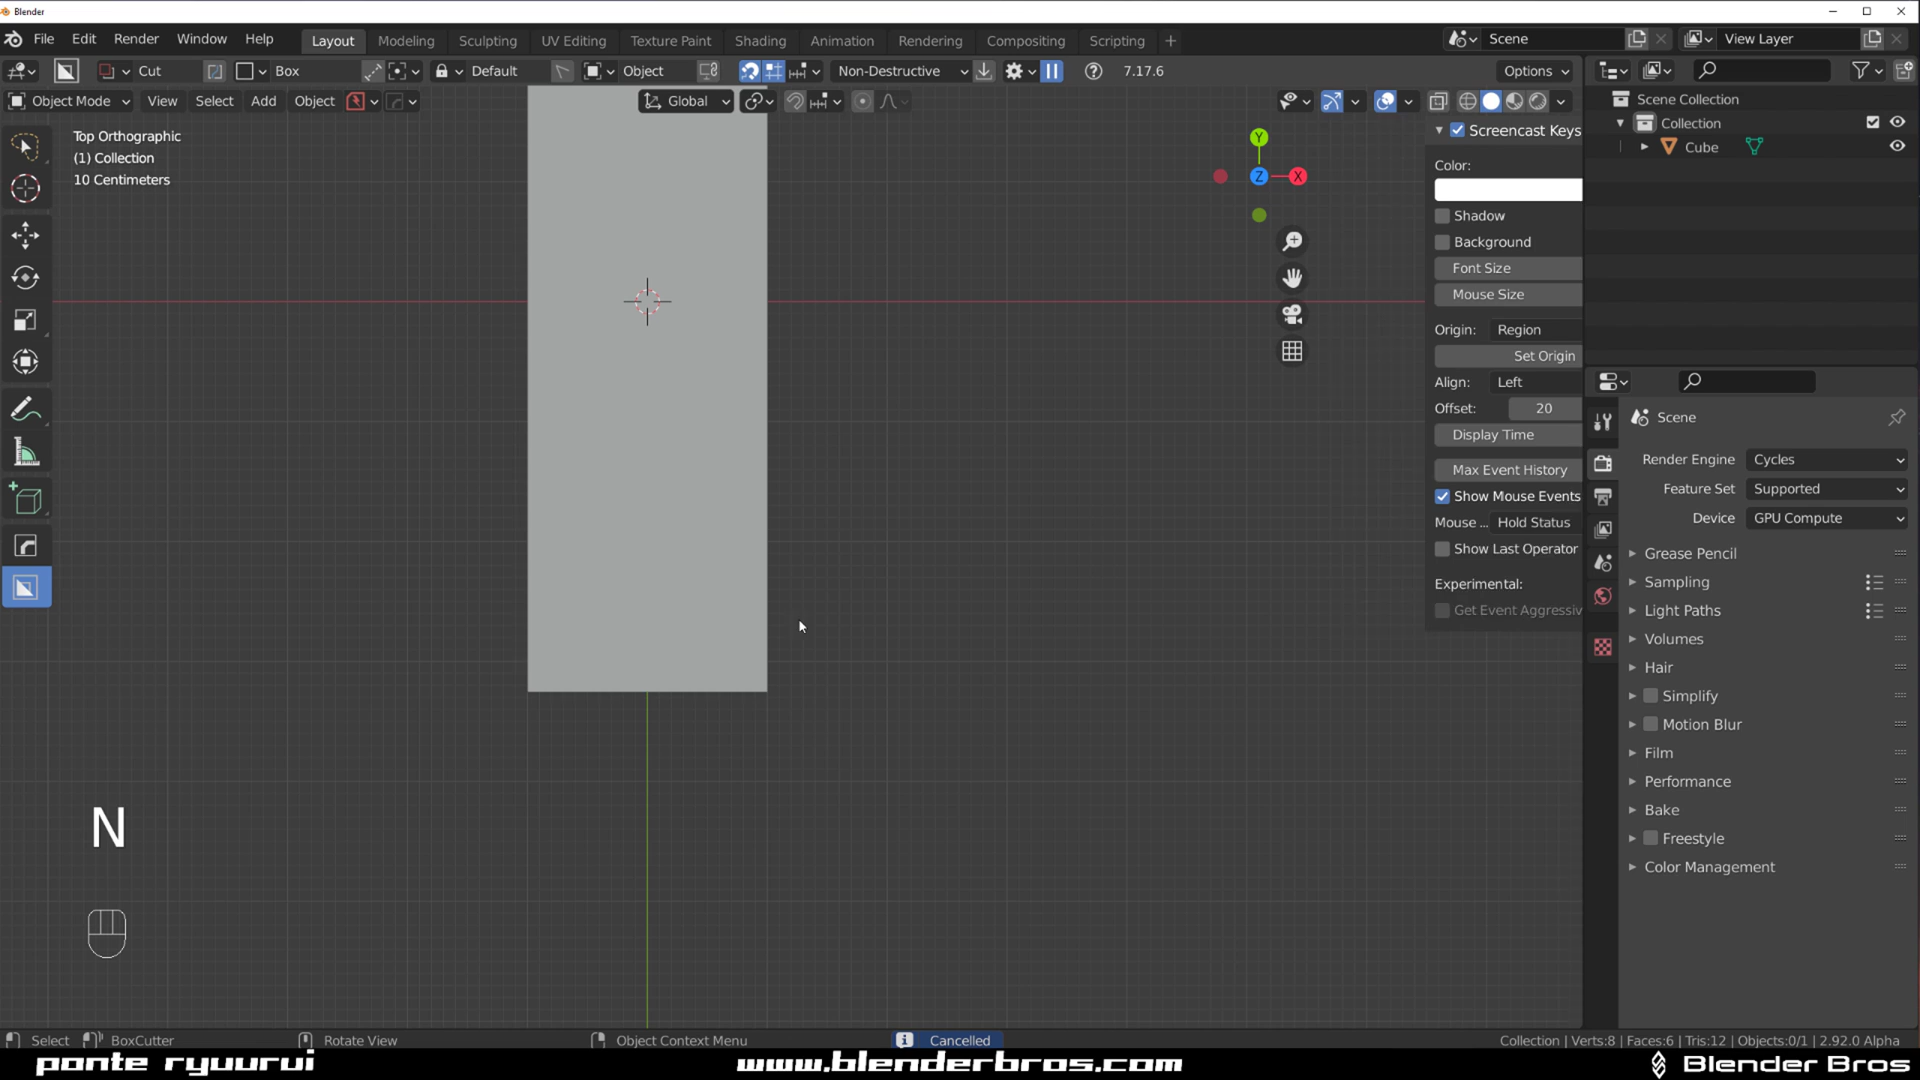 Blender
File Edit Render Window Help Layout Modeling Sculpting UV Editing Texture Paint Shading Animation Rendering Compositing Scripting + Scene View Layer
Cut Box Default Object Non-Destructive 7.17.6 Options
Object Mode View Select Add Object Global
Top Orthographic
(1) Collection
10 Centimeters
Y
Z X
Screencast Keys
Color:
Shadow
Background
Font Size
Mouse Size
Origin: Region
Set Origin
Align: Left
Offset: 20
Display Time
Max Event History
Show Mouse Events
Mouse ... Hold Status
Show Last Operator
Experimental:
Get Event Aggressiv
Scene Collection
Collection
Cube
Scene
Render Engine Cycles
Feature Set Supported
Device GPU Compute
Grease Pencil
Sampling
Light Paths
Volumes
Hair
Simplify
Motion Blur
Film
Performance
Bake
Freestyle
Color Management
N
Select BoxCutter Rotate View Object Context Menu Cancelled Collection | Verts:8 | Faces:6 | Tris:12 | Objects:0/1 | 2.92.0 Alpha
ponte ryuurui www.blenderbros.com Blender Bros